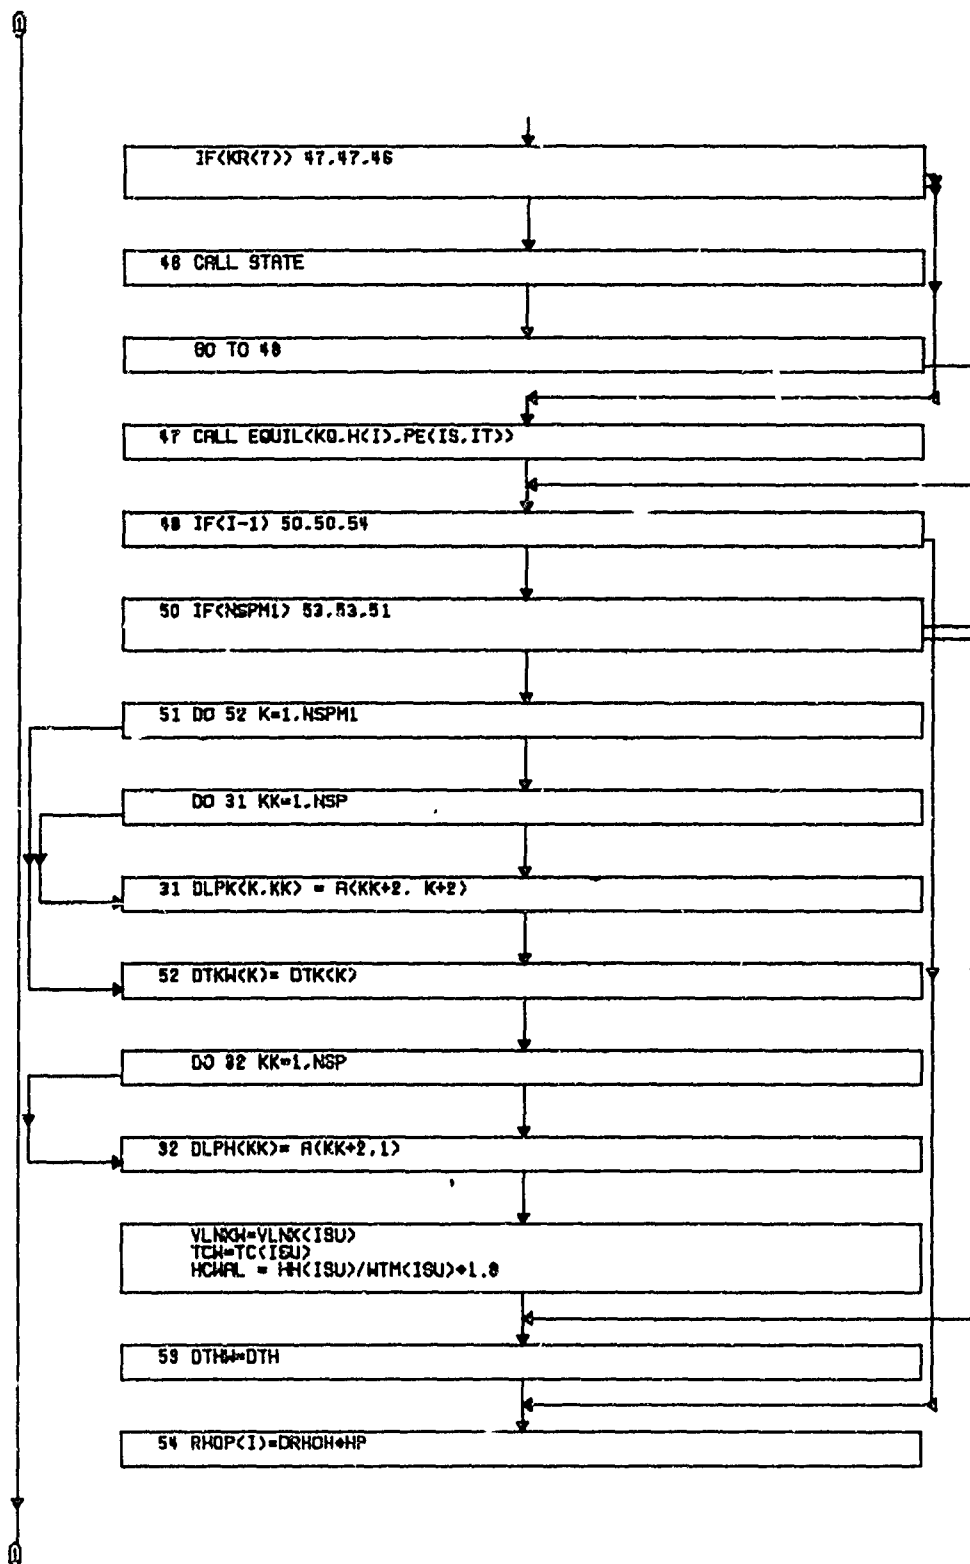 1
IF(KR(7)) 47,47,46
46 CALL STATE
GO TO 48
47 CALL EQUIL(KQ,H(I),PE(IS,IT))
48 IF(I-1) 50,50,54
50 IF(NSPM1) 53,53,51
51 DO 52 K=1,NSPM1
DO 31 KK=1,NSP
31 DLPK(K,KK) = A(KK+2, K+2)
52 DTKW(K)= DTK(K)
DO 32 KK=1,NSP
32 DLPH(KK)= A(KK+2,1)
VLNXW=VLNK(ISU)
TCW=TC(ISU)
HCWAL = HH(ISU)/WTM(ISU)*1.8
53 DTHW=DTH
54 RHOP(I)=DRHOH*HP